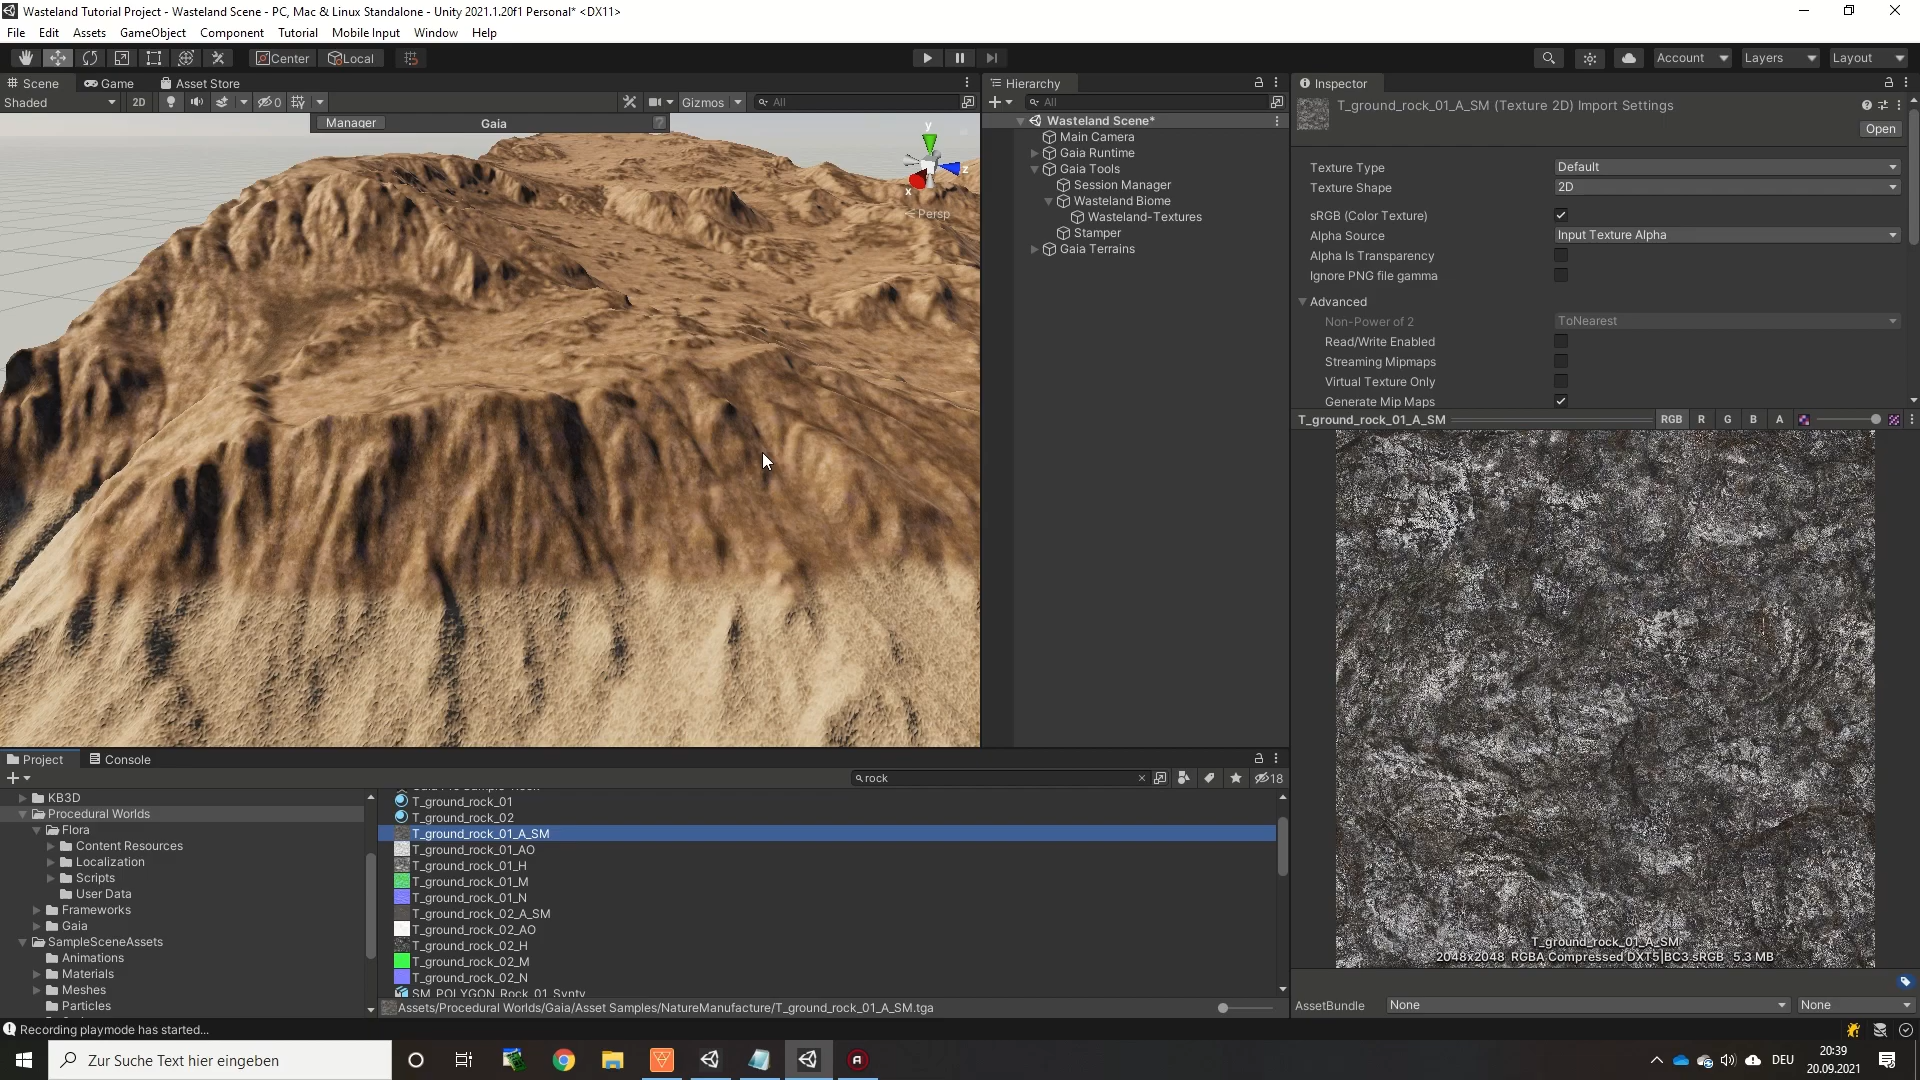 Wasteland Tutorial Project - Wasteland Scene - PC, Mac & Linux Standalone - Unity 2021.1.20f1 Personal* <DX11>
File Edit Assets GameObject Component Tutorial Mobile Input Window Help
Center Local Account Layers Layout
Scene Game Asset Store
Shaded 2D 0 Gizmos All
Manager Gaia
y
z
x
Persp
Hierarchy
All
Wasteland Scene*
Main Camera
Gaia Runtime
Gaia Tools
Session Manager
Wasteland Biome
Wasteland-Textures
Stamper
Gaia Terrains
Inspector
T_ground_rock_01_A_SM (Texture 2D) Import Settings
Open
Texture Type Default
Texture Shape 2D
sRGB (Color Texture)
Alpha Source Input Texture Alpha
Alpha Is Transparency
Ignore PNG file gamma
Advanced
Non-Power of 2 ToNearest
Read/Write Enabled
Streaming Mipmaps
Virtual Texture Only
Generate Mip Maps
T_ground_rock_01_A_SM RGB R G B A
T_ground_rock_01_A_SM
2048x2048 RGBA Compressed DXT5|BC3 sRGB 5.3 MB
AssetBundle None None
Project Console
rock 18
KB3D
Procedural Worlds
Flora
Content Resources
Localization
Scripts
User Data
Frameworks
Gaia
SampleSceneAssets
Animations
Materials
Meshes
Particles
T_ground_rock_01
T_ground_rock_02
T_ground_rock_01_A_SM
T_ground_rock_01_AO
T_ground_rock_01_H
T_ground_rock_01_M
T_ground_rock_01_N
T_ground_rock_02_A_SM
T_ground_rock_02_AO
T_ground_rock_02_H
T_ground_rock_02_M
T_ground_rock_02_N
SM_POLYGON_Rock_01_Synty
Assets/Procedural Worlds/Gaia/Asset Samples/NatureManufacture/T_ground_rock_01_A_SM.tga
Recording playmode has started...
Zur Suche Text hier eingeben
DEU
20:39
20.09.2021